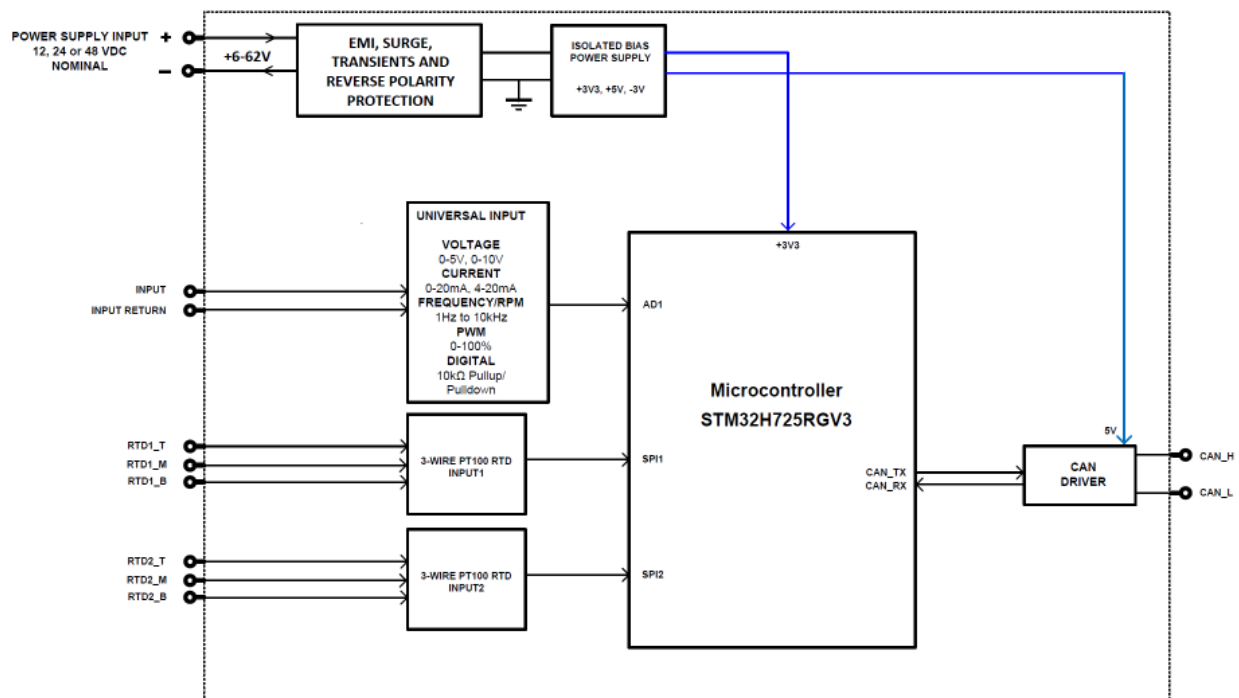 POWER SUPPLY INPUT
12, 24 or 48 VDC
NOMINAL
+
−
+6-62V
EMI, SURGE,
TRANSIENTS AND
REVERSE POLARITY
PROTECTION
ISOLATED BIAS
POWER SUPPLY
+3V3, +5V, -3V
UNIVERSAL INPUT
VOLTAGE
0-5V, 0-10V
CURRENT
0-20mA, 4-20mA
FREQUENCY/RPM
1Hz to 10kHz
PWM
0-100%
DIGITAL
10kΩ Pullup/
Pulldown
INPUT
INPUT RETURN
+3V3
AD1
Microcontroller
STM32H725RGV3
SPI1
SPI2
CAN_TX
CAN_RX
RTD1_T
RTD1_M
RTD1_B
3-WIRE PT100 RTD
INPUT1
RTD2_T
RTD2_M
RTD2_B
3-WIRE PT100 RTD
INPUT2
5V
CAN
DRIVER
CAN_H
CAN_L